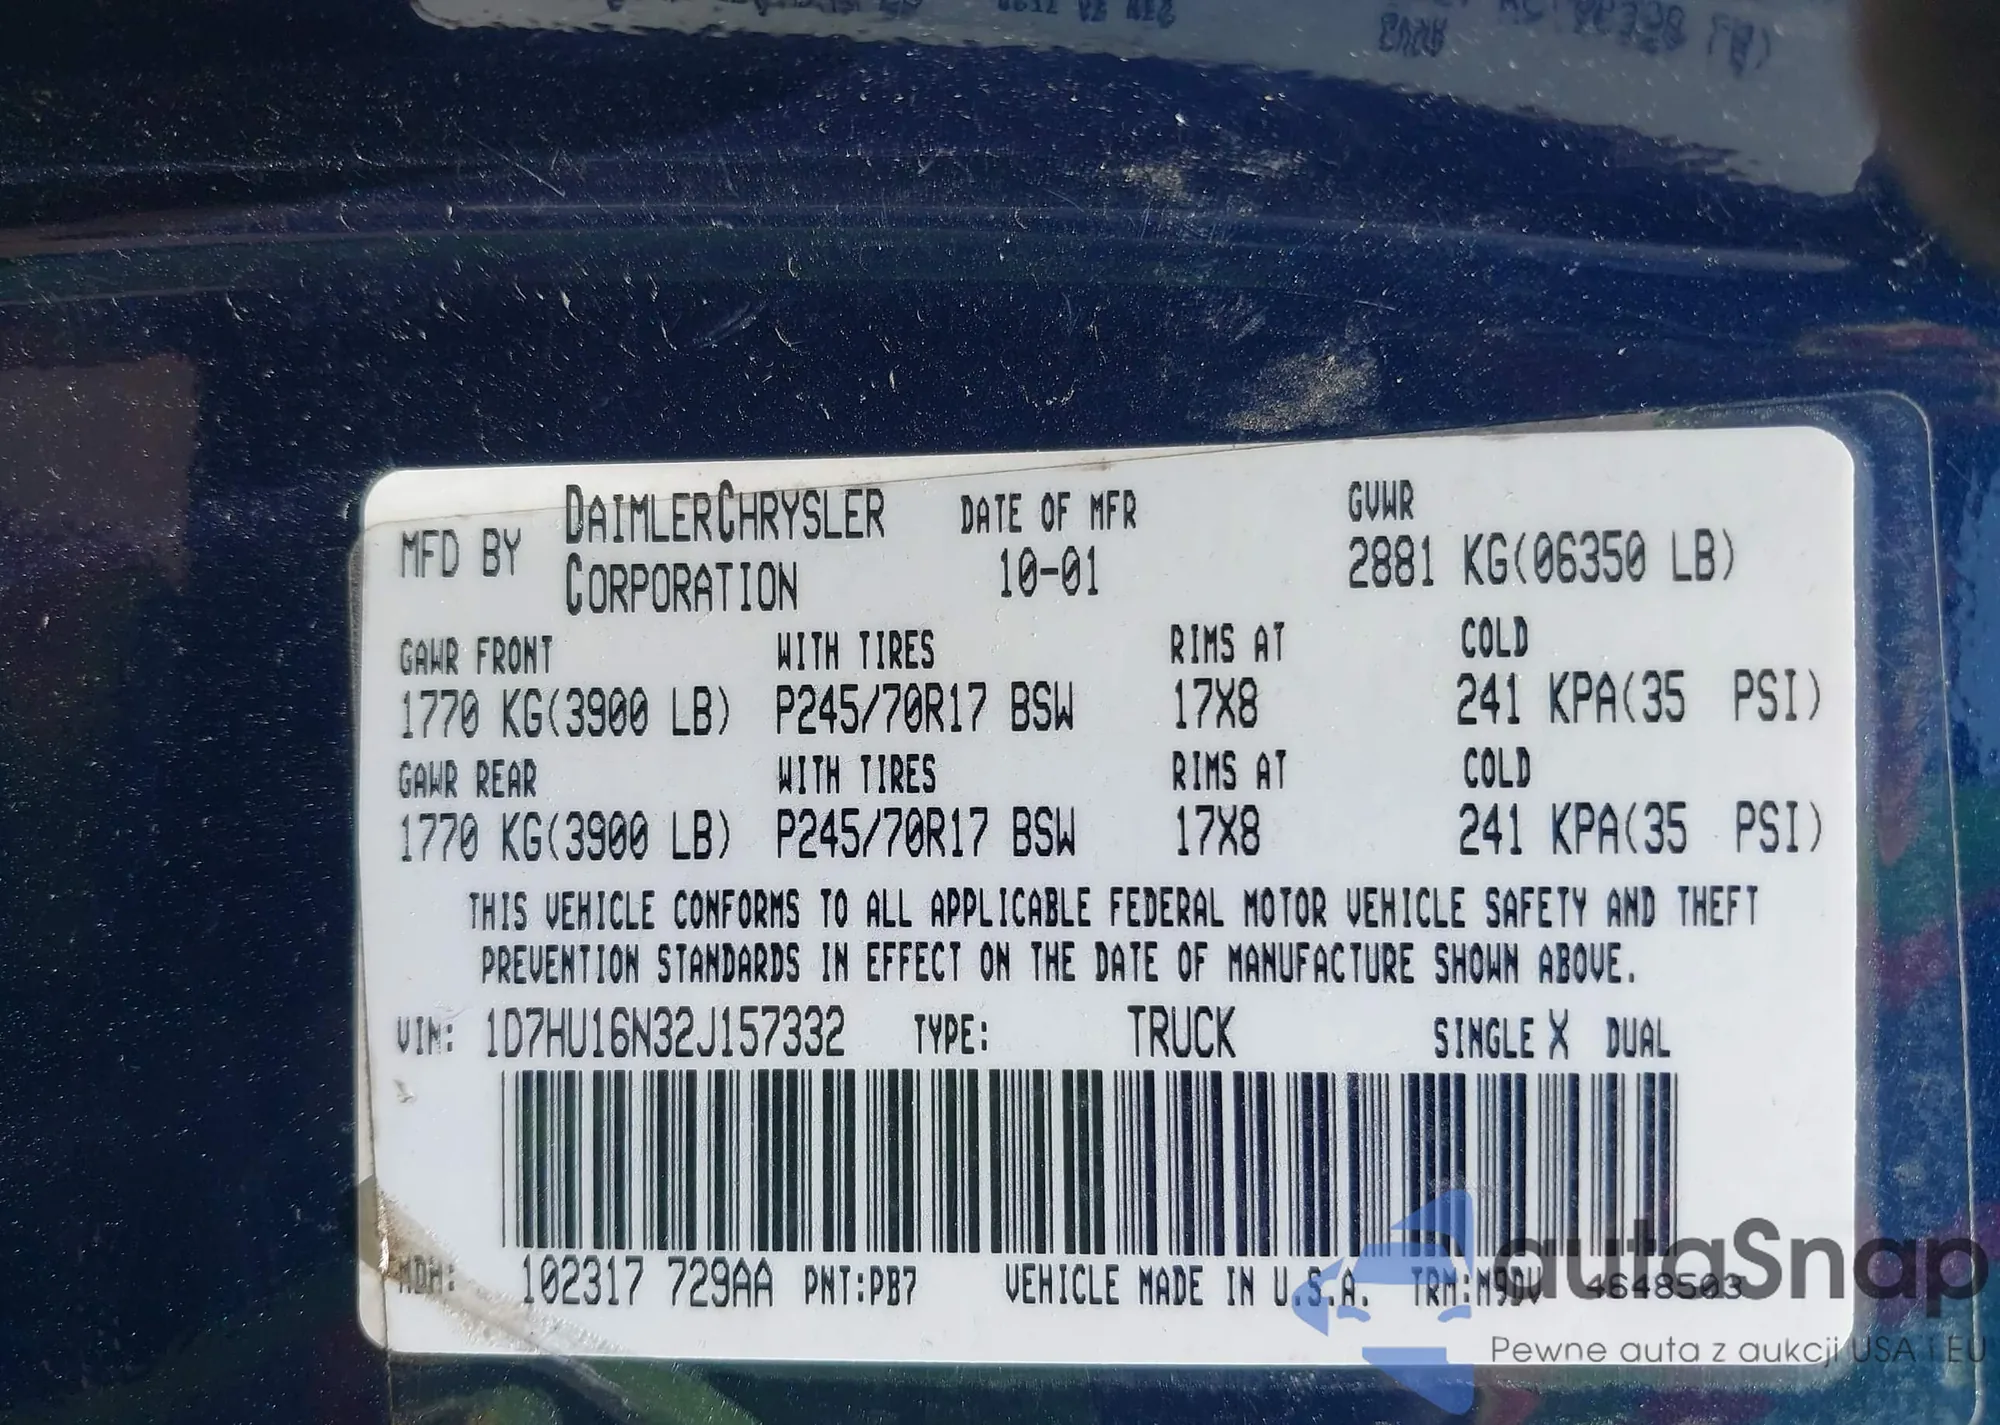 MFD BY DAIMLERCHRYSLER CORPORATION DATE OF MFR 10-01 GVWR 2881 KG(06350 LB)
GAWR FRONT WITH TIRES RIMS AT COLD
1770 KG(3900 LB) P245/70R17 BSW 17X8 241 KPA(35 PSI)
GAWR REAR WITH TIRES RIMS AT COLD
1770 KG(3900 LB) P245/70R17 BSW 17X8 241 KPA(35 PSI)
THIS VEHICLE CONFORMS TO ALL APPLICABLE FEDERAL MOTOR VEHICLE SAFETY AND THEFT
PREVENTION STANDARDS IN EFFECT ON THE DATE OF MANUFACTURE SHOWN ABOVE.
VIN: 1D7HU16N32J157332 TYPE: TRUCK SINGLE X DUAL
MDH: 102317 729AA PNT:PB7 VEHICLE MADE IN U.S.A. TRM:M9DV 4648503
autaSnap
Pewne auta z aukcji USA i EU